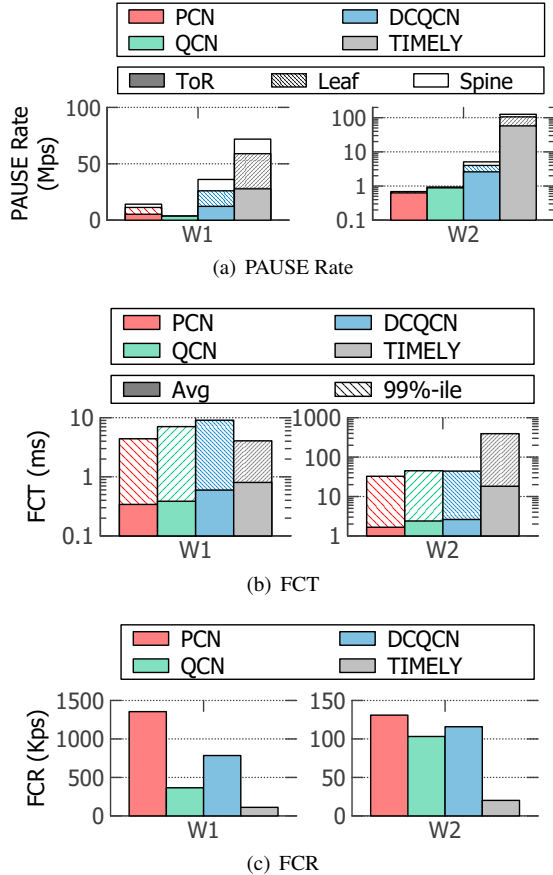 PCN DCQCN
QCN TIMELY
ToR Leaf Spine
PAUSE Rate
(Mps)
100
50
0
W1
100
10
1
0.1
W2
(a) PAUSE Rate
PCN DCQCN
QCN TIMELY
Avg 99%-ile
FCT (ms)
10
1
0.1
W1
1000
100
10
1
W2
(b) FCT
PCN DCQCN
QCN TIMELY
FCR (Kps)
1500
1000
500
0
W1
150
100
50
0
W2
(c) FCR